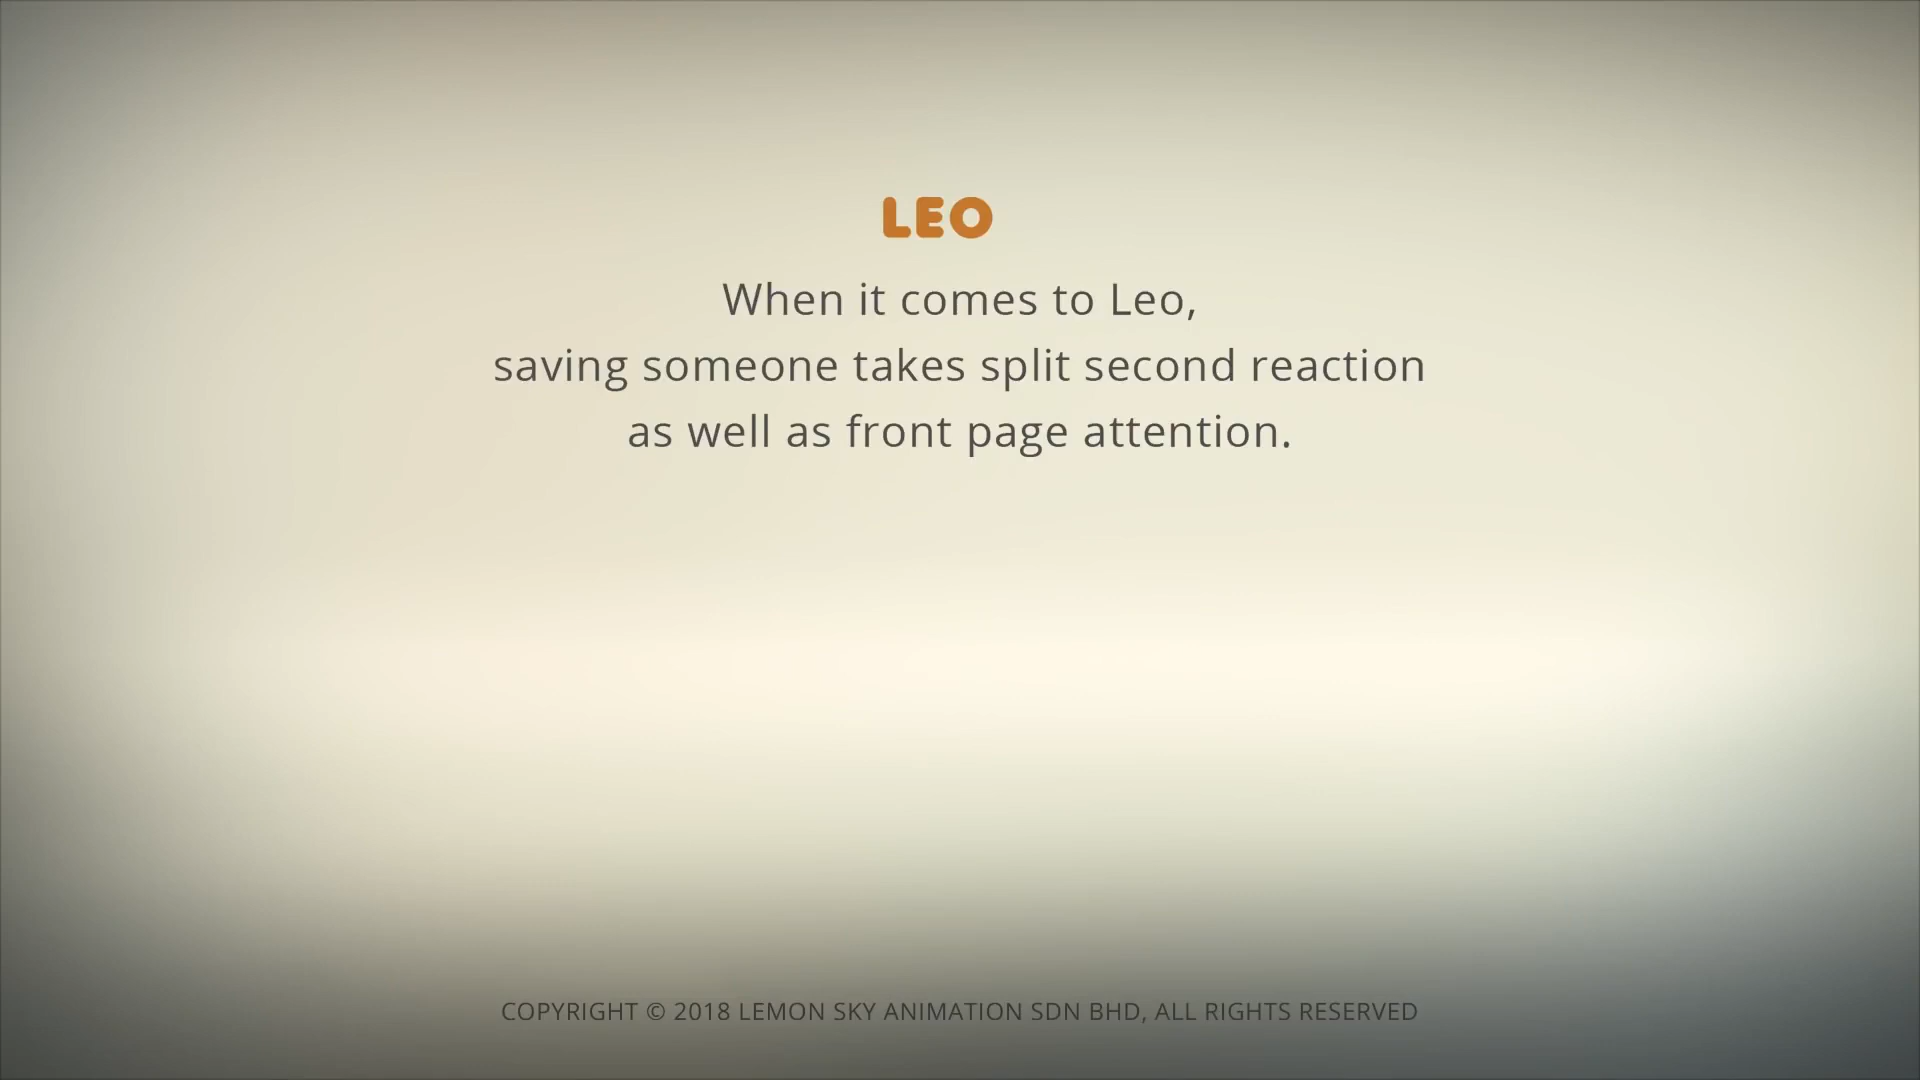 LEO
When it comes to Leo,
saving someone takes split second reaction
as well as front page attention.
COPYRIGHT © 2018 LEMON SKY ANIMATION SDN BHD, ALL RIGHTS RESERVED